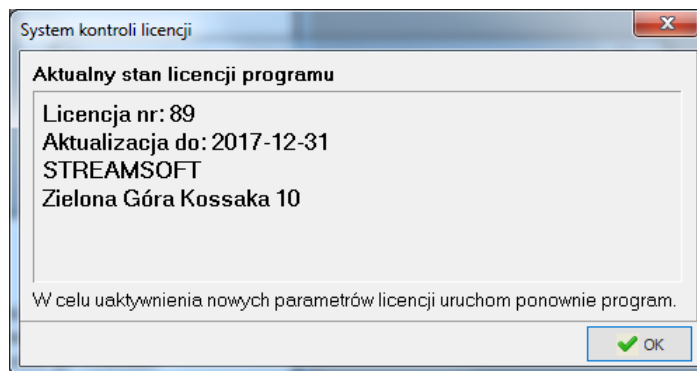 System kontroli licencji
Aktualny stan licencji programu
Licencja nr: 89
Aktualizacja do: 2017-12-31
STREAMSOFT
Zielona Góra Kossaka 10
W celu uaktywnienia nowych parametrów licencji uruchom ponownie program.
OK